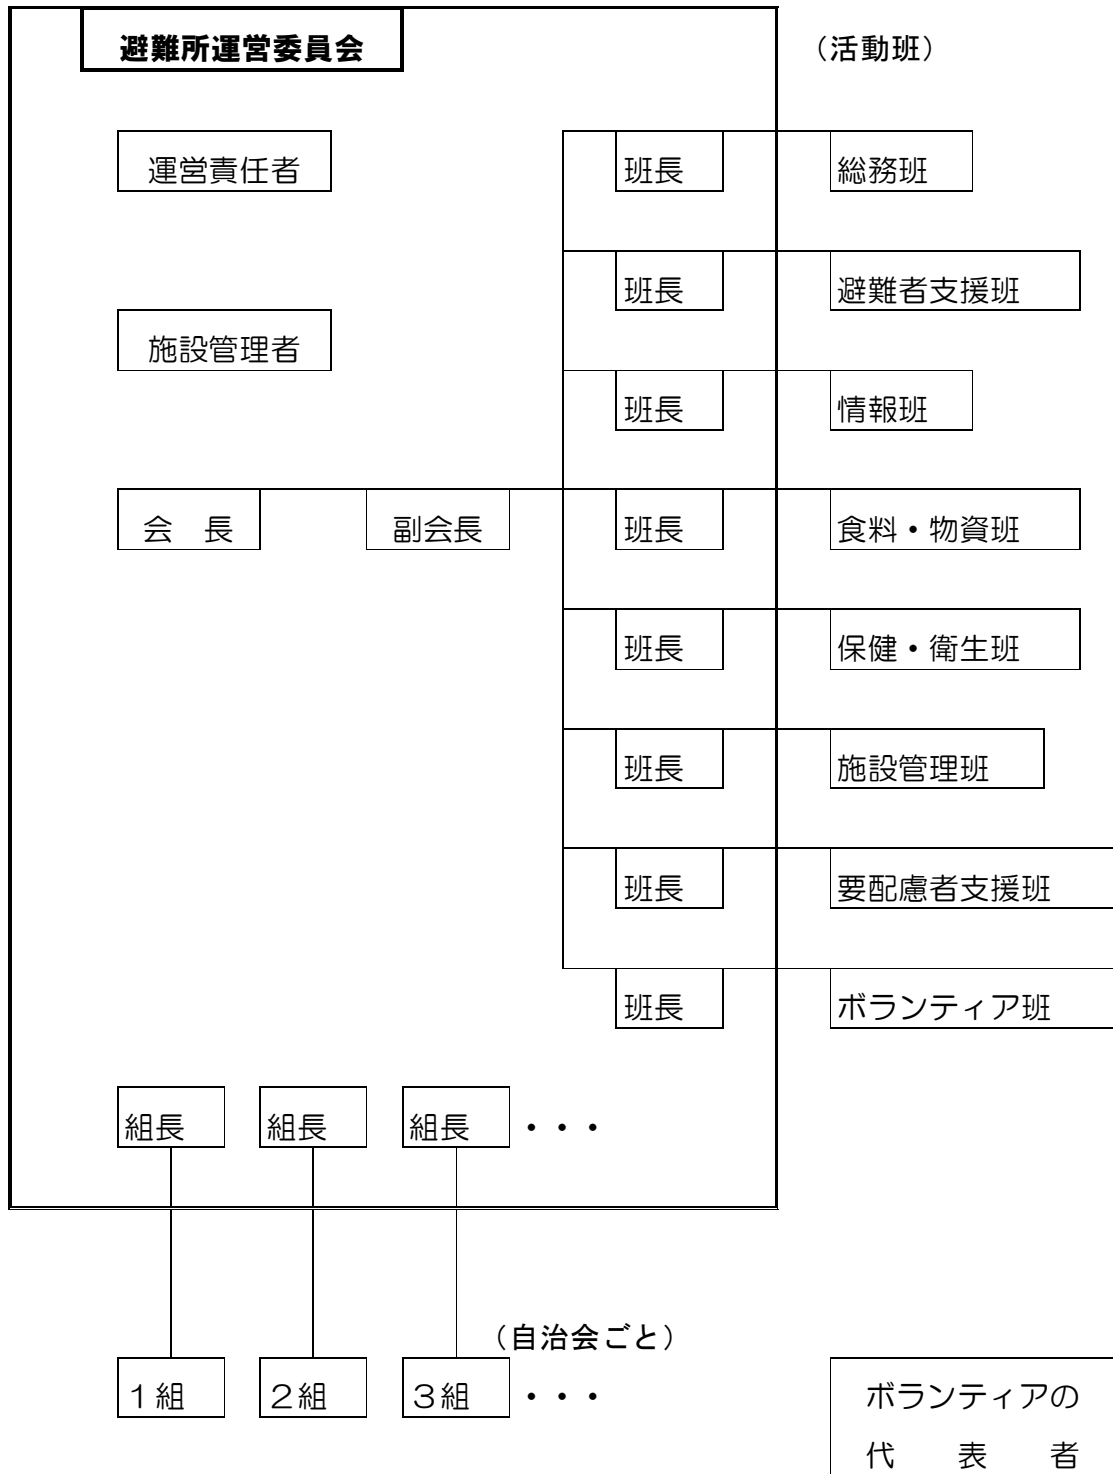 避難所運営委員会
（活動班）
運営責任者
班長
総務班
班長
避難者支援班
施設管理者
班長
情報班
会　長
副会長
班長
食料・物資班
班長
保健・衛生班
班長
施設管理班
班長
要配慮者支援班
班長
ボランティア班
組長
組長
組長
・・・
（自治会ごと）
１組
２組
３組
・・・
ボランティアの
代　　表　　者